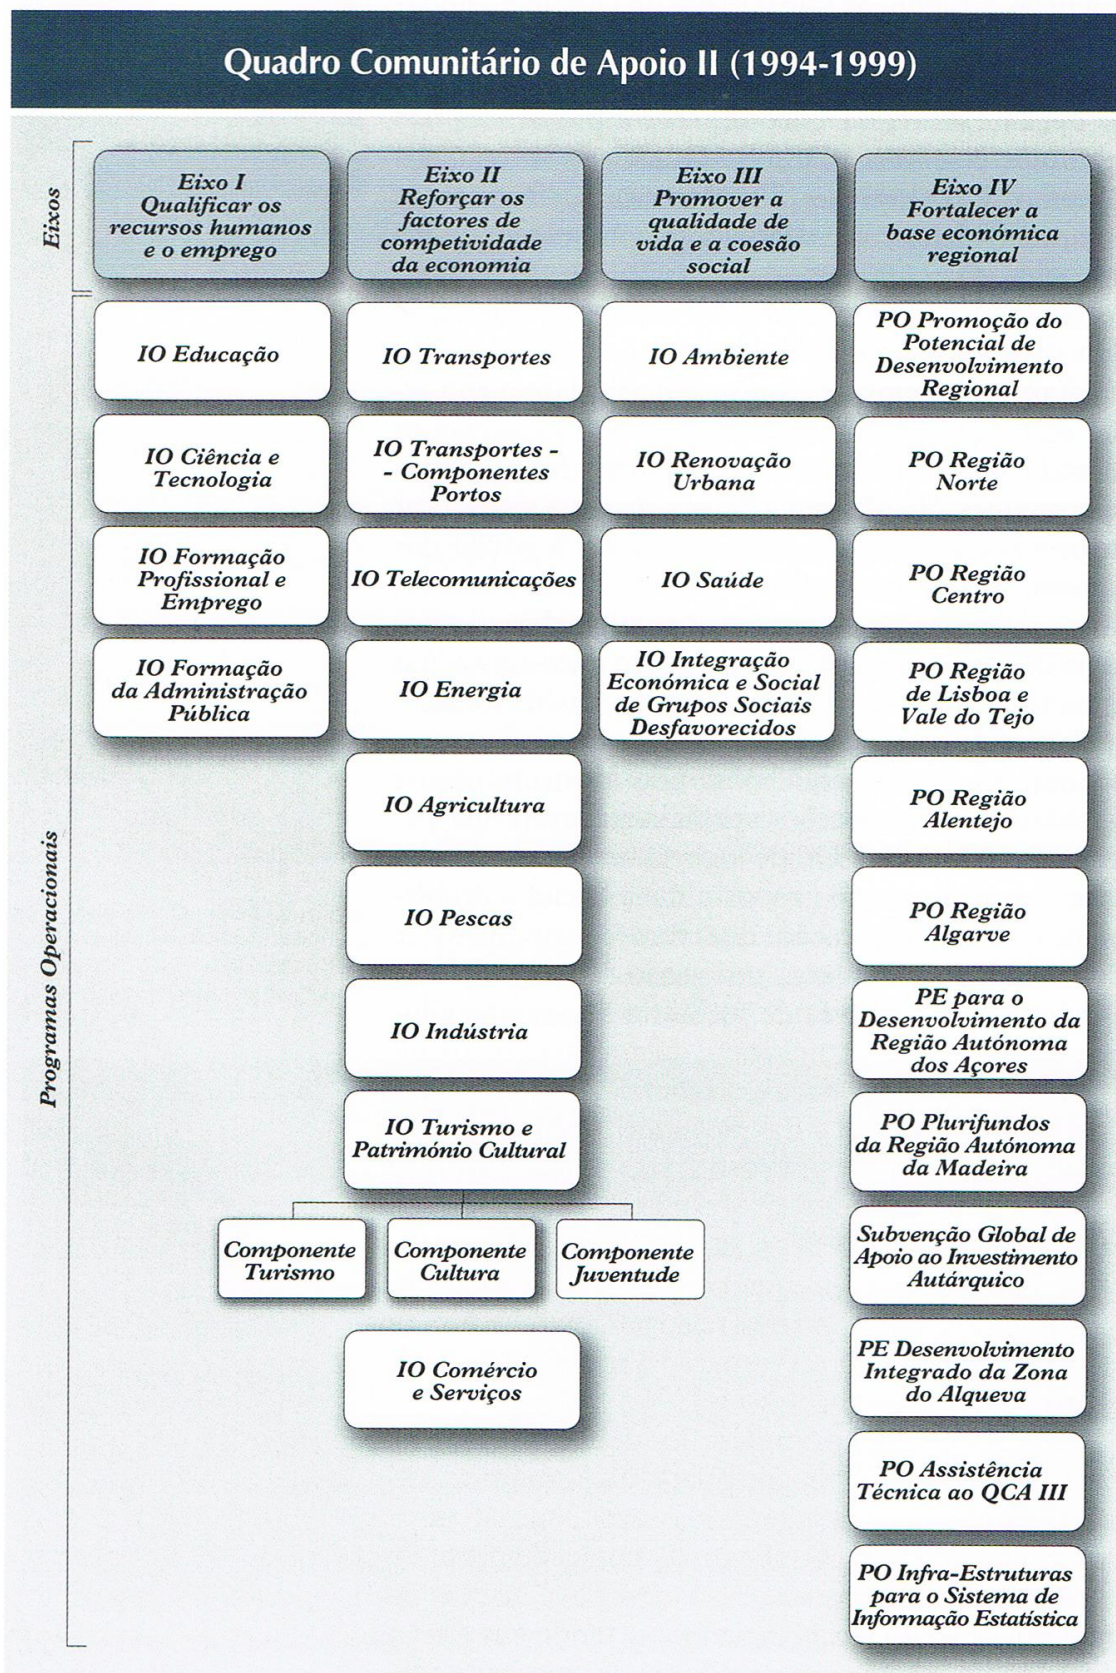 Quadro Comunitário de Apoio II (1994-1999)
Eixos
Eixo I
Qualificar os
recursos humanos
e o emprego
Eixo II
Reforçar os
factores de
competividade
da economia
Eixo III
Promover a
qualidade de
vida e a coesão
social
Eixo IV
Fortalecer a
base económica
regional
Programas Operacionais
IO Educação
IO Ciência e
Tecnologia
IO Formação
Profissional e
Emprego
IO Formação
da Administração
Pública
IO Transportes
IO Transportes -
- Componentes
Portos
IO Telecomunicações
IO Energia
IO Agricultura
IO Pescas
IO Indústria
IO Turismo e
Património Cultural
Componente
Turismo
Componente
Cultura
Componente
Juventude
IO Comércio
e Serviços
IO Ambiente
IO Renovação
Urbana
IO Saúde
IO Integração
Económica e Social
de Grupos Sociais
Desfavorecidos
PO Promoção do
Potencial de
Desenvolvimento
Regional
PO Região
Norte
PO Região
Centro
PO Região
de Lisboa e
Vale do Tejo
PO Região
Alentejo
PO Região
Algarve
PE para o
Desenvolvimento da
Região Autónoma
dos Açores
PO Plurifundos
da Região Autónoma
da Madeira
Subvenção Global de
Apoio ao Investimento
Autárquico
PE Desenvolvimento
Integrado da Zona
do Alqueva
PO Assistência
Técnica ao QCA III
PO Infra-Estruturas
para o Sistema de
Informação Estatística